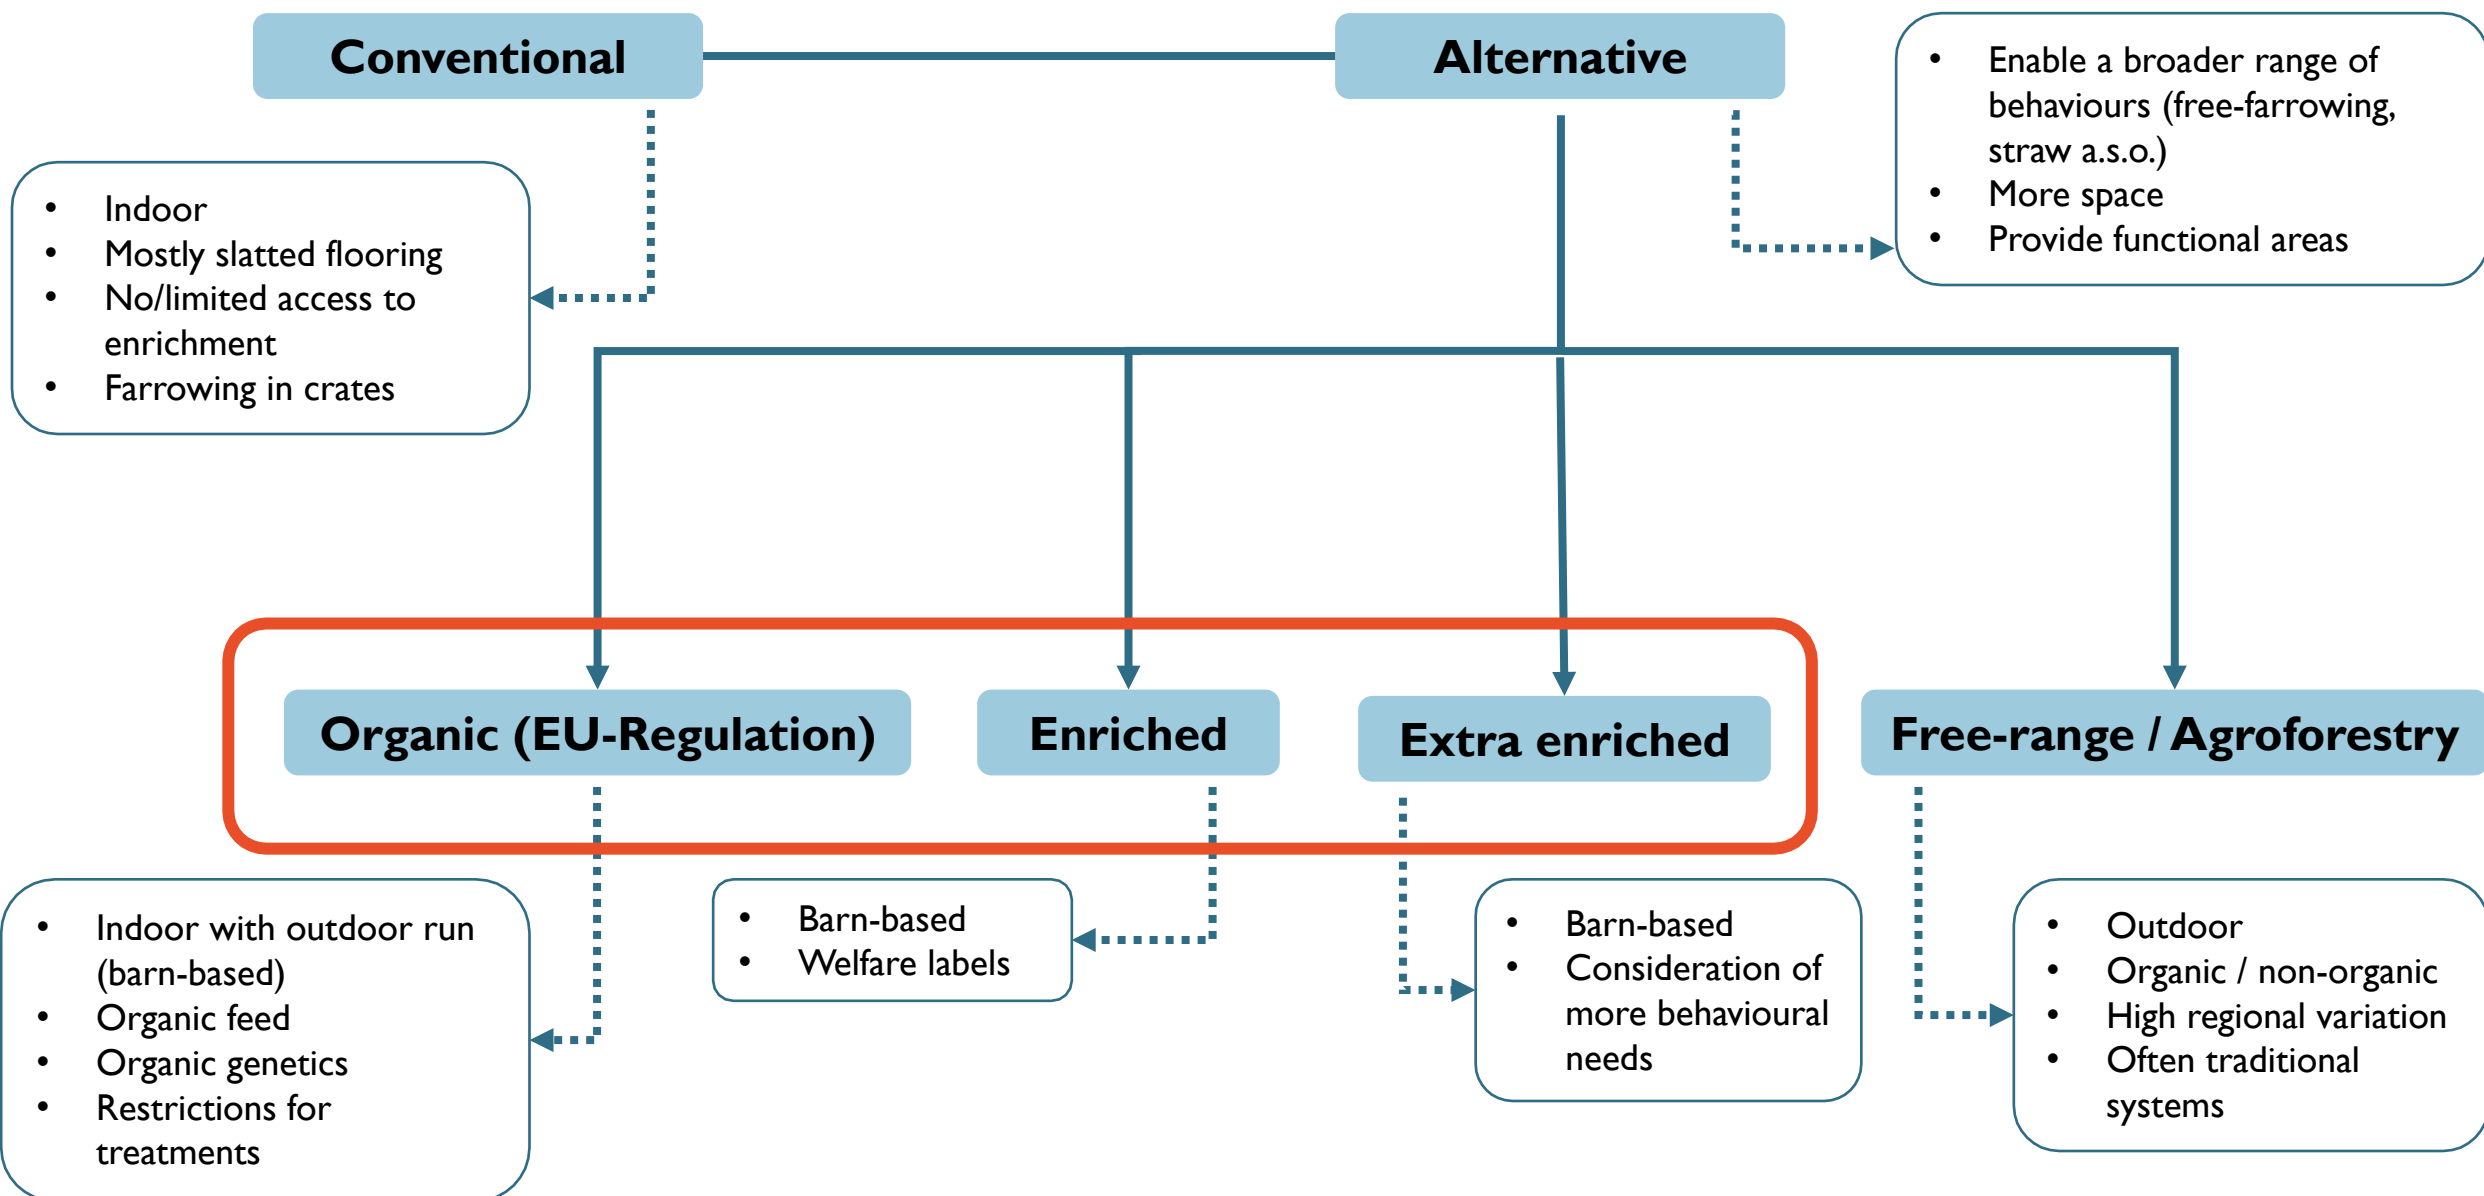 Conventional
Alternative
• Enable a broader range of
behaviours (free-farrowing,
straw a.s.o.)
• More space
• Provide functional areas
• Indoor
• Mostly slatted flooring
• No/limited access to
enrichment
• Farrowing in crates
Organic (EU-Regulation)
Enriched
Extra enriched
Free-range / Agroforestry
• Indoor with outdoor run
(barn-based)
• Organic feed
• Organic genetics
• Restrictions for
treatments
• Barn-based
• Welfare labels
• Barn-based
• Consideration of
more behavioural
needs
• Outdoor
• Organic / non-organic
• High regional variation
• Often traditional
systems